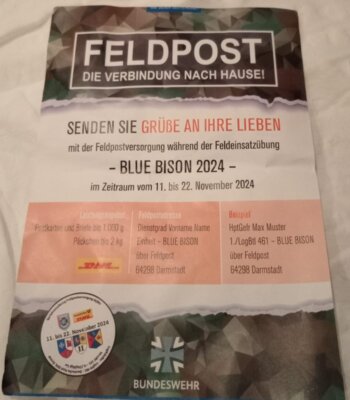 FELDPOST
DIE VERBINDUNG NACH HAUSE!
SENDEN SIE GRÜßE AN IHRE LIEBEN
mit der Feldpostversorgung während der Feldeinsatzübung
– BLUE BISON 2024 –
im Zeitraum vom 11. bis 22. November 2024
Leistungsangebot
Postkarten und Briefe bis 1.000 g
Päckchen bis 2 kg
DHL
Feldpostadresse
Dienstgrad Vorname Name
Einheit – BLUE BISON
über Feldpost
64298 Darmstadt
Beispiel
HptGefr Max Muster
1./LogBtl 461 – BLUE BISON
über Feldpost
64298 Darmstadt
11. bis 22. November 2024
BUNDESWEHR